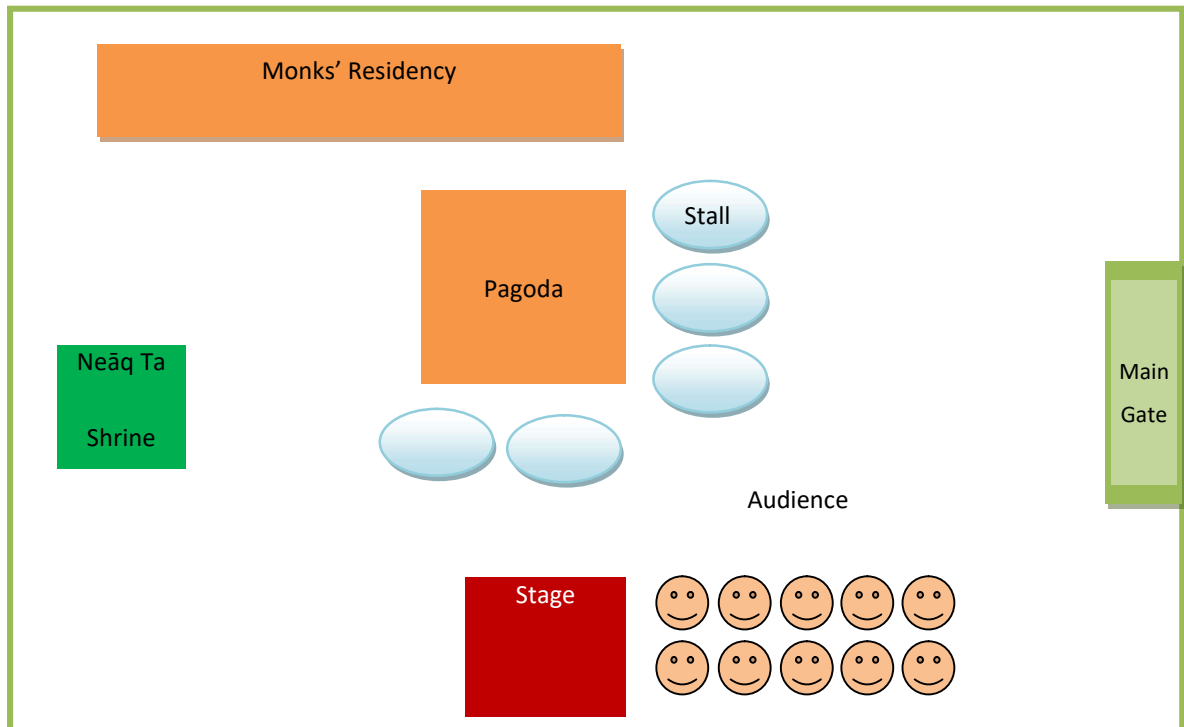 Monks’ Residency
Stall
Pagoda
Neāq Ta
Shrine
Main
Gate
Audience
Stage